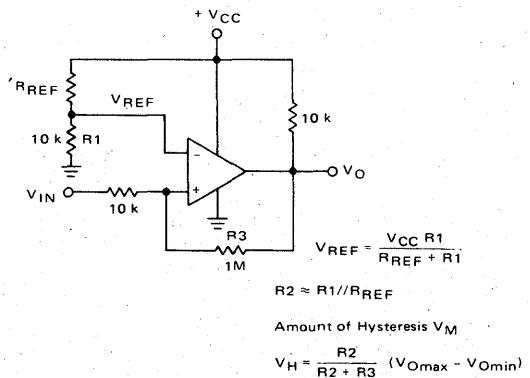 + VCC
RREF
VREF
10 k R1
10 k
-
VO
VIN
+
10 k
R3
1M
VREF = VCC R1 / RREF + R1
R2 ≈ R1//RREF
Amount of Hysteresis VM
VH = R2 / R2 + R3 (VOmax - VOmin)